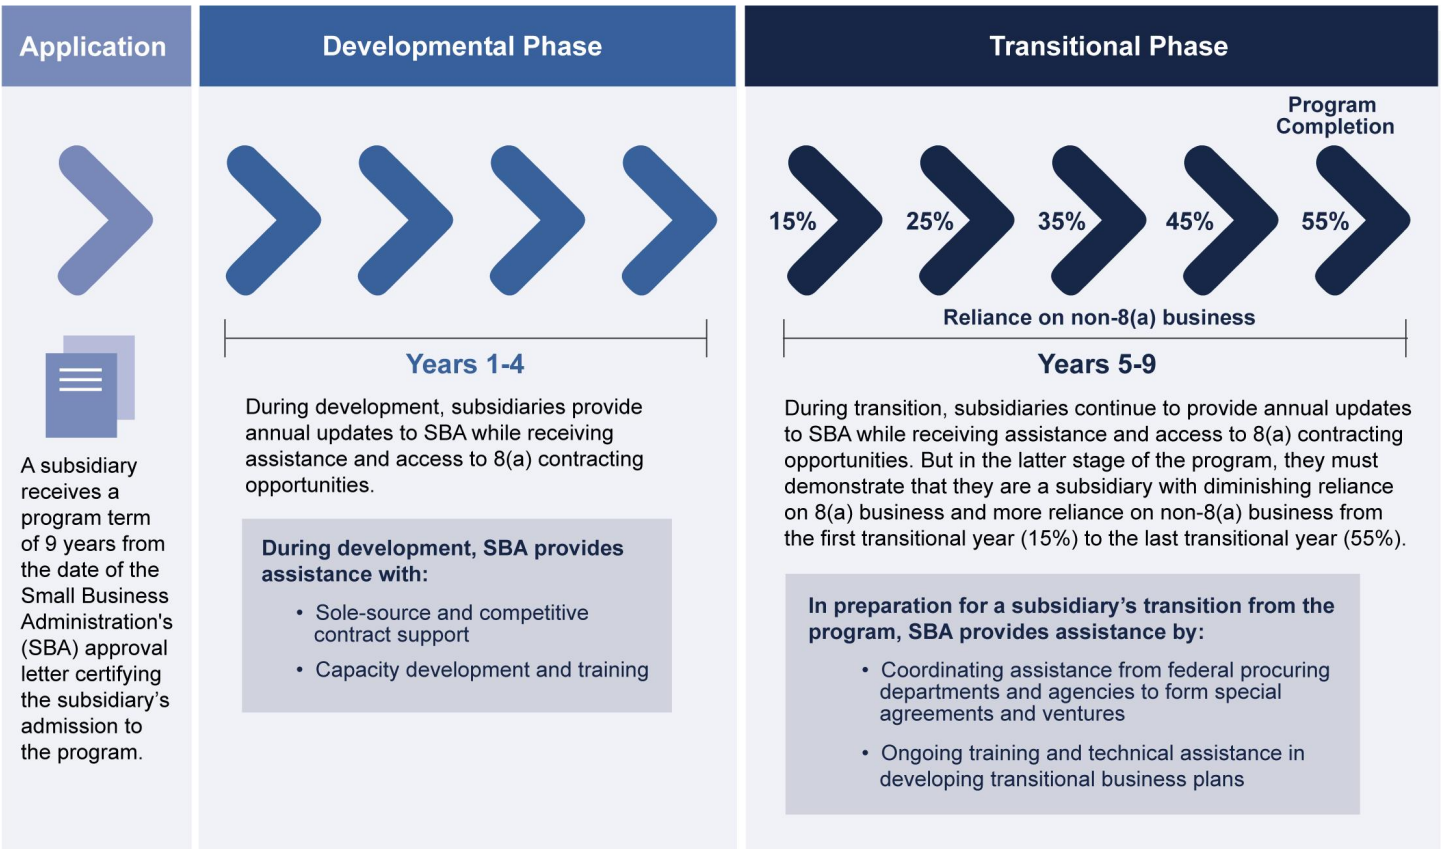 Application
A subsidiary
receives a
program term
of 9 years from
the date of the
Small Business
Administration's
(SBA) approval
letter certifying
the subsidiary’s
admission to
the program.
Developmental Phase
Years 1-4
During development, subsidiaries provide
annual updates to SBA while receiving
assistance and access to 8(a) contracting
opportunities.
During development, SBA provides
assistance with:
• Sole-source and competitive
contract support
• Capacity development and training
Transitional Phase
Program
Completion
15% 25% 35% 45% 55%
Reliance on non-8(a) business
Years 5-9
During transition, subsidiaries continue to provide annual updates
to SBA while receiving assistance and access to 8(a) contracting
opportunities. But in the latter stage of the program, they must
demonstrate that they are a subsidiary with diminishing reliance
on 8(a) business and more reliance on non-8(a) business from
the first transitional year (15%) to the last transitional year (55%).
In preparation for a subsidiary’s transition from the
program, SBA provides assistance by:
• Coordinating assistance from federal procuring
departments and agencies to form special
agreements and ventures
• Ongoing training and technical assistance in
developing transitional business plans